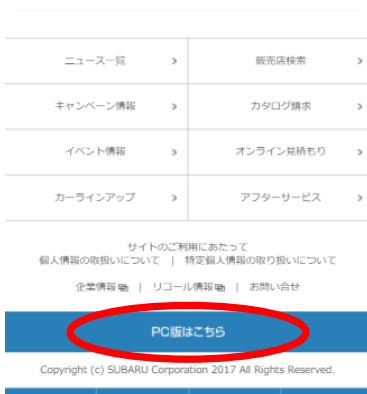 ニュース一覧 販売店検索
キャンペーン情報 カタログ請求
イベント情報 オンライン見積もり
カーラインアップ アフターサービス
サイトのご利用にあたって
個人情報の取扱いについて | 特定個人情報の取り扱いについて
企業情報 | リコール情報 | お問い合せ
PC版はこちら
Copyright (c) SUBARU Corporation 2017 All Rights Reserved.